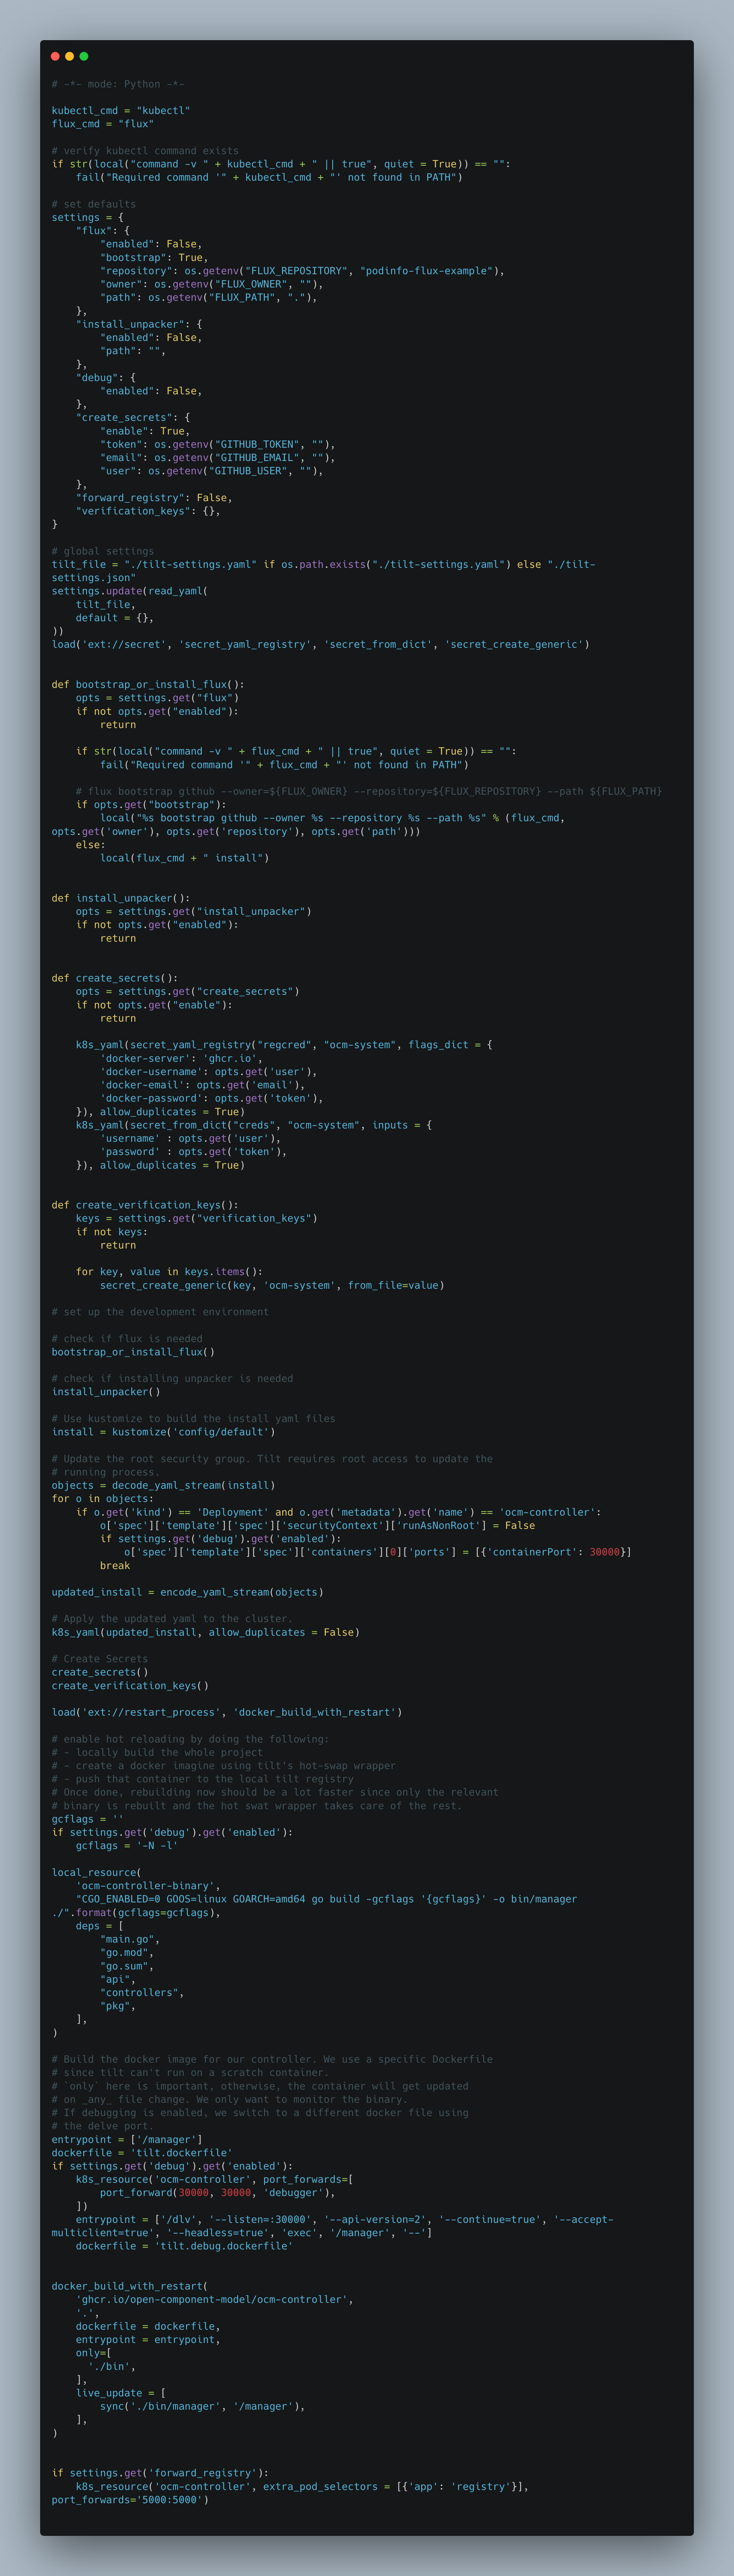 # -*- mode: Python -*-

kubectl_cmd = "kubectl"
flux_cmd = "flux"

# verify kubectl command exists
if str(local("command -v " + kubectl_cmd + " || true", quiet = True)) == "":
    fail("Required command '" + kubectl_cmd + "' not found in PATH")

# set defaults
settings = {
    "flux": {
        "enabled": False,
        "bootstrap": True,
        "repository": os.getenv("FLUX_REPOSITORY", "podinfo-flux-example"),
        "owner": os.getenv("FLUX_OWNER", ""),
        "path": os.getenv("FLUX_PATH", "."),
    },
    "install_unpacker": {
        "enabled": False,
        "path": "",
    },
    "debug": {
        "enabled": False,
    },
    "create_secrets": {
        "enable": True,
        "token": os.getenv("GITHUB_TOKEN", ""),
        "email": os.getenv("GITHUB_EMAIL", ""),
        "user": os.getenv("GITHUB_USER", ""),
    },
    "forward_registry": False,
    "verification_keys": {},
}

# global settings
tilt_file = "./tilt-settings.yaml" if os.path.exists("./tilt-settings.yaml") else "./tilt-
settings.json"
settings.update(read_yaml(
    tilt_file,
    default = {},
))
load('ext://secret', 'secret_yaml_registry', 'secret_from_dict', 'secret_create_generic')


def bootstrap_or_install_flux():
    opts = settings.get("flux")
    if not opts.get("enabled"):
        return

    if str(local("command -v " + flux_cmd + " || true", quiet = True)) == "":
        fail("Required command '" + flux_cmd + "' not found in PATH")

    # flux bootstrap github --owner=${FLUX_OWNER} --repository=${FLUX_REPOSITORY} --path ${FLUX_PATH}
    if opts.get("bootstrap"):
        local("%s bootstrap github --owner %s --repository %s --path %s" % (flux_cmd,
opts.get('owner'), opts.get('repository'), opts.get('path')))
    else:
        local(flux_cmd + " install")


def install_unpacker():
    opts = settings.get("install_unpacker")
    if not opts.get("enabled"):
        return


def create_secrets():
    opts = settings.get("create_secrets")
    if not opts.get("enable"):
        return

    k8s_yaml(secret_yaml_registry("regcred", "ocm-system", flags_dict = {
        'docker-server': 'ghcr.io',
        'docker-username': opts.get('user'),
        'docker-email': opts.get('email'),
        'docker-password': opts.get('token'),
    }), allow_duplicates = True)
    k8s_yaml(secret_from_dict("creds", "ocm-system", inputs = {
        'username' : opts.get('user'),
        'password' : opts.get('token'),
    }), allow_duplicates = True)


def create_verification_keys():
    keys = settings.get("verification_keys")
    if not keys:
        return

    for key, value in keys.items():
        secret_create_generic(key, 'ocm-system', from_file=value)

# set up the development environment

# check if flux is needed
bootstrap_or_install_flux()

# check if installing unpacker is needed
install_unpacker()

# Use kustomize to build the install yaml files
install = kustomize('config/default')

# Update the root security group. Tilt requires root access to update the
# running process.
objects = decode_yaml_stream(install)
for o in objects:
    if o.get('kind') == 'Deployment' and o.get('metadata').get('name') == 'ocm-controller':
        o['spec']['template']['spec']['securityContext']['runAsNonRoot'] = False
        if settings.get('debug').get('enabled'):
            o['spec']['template']['spec']['containers'][0]['ports'] = [{'containerPort': 30000}]
        break

updated_install = encode_yaml_stream(objects)

# Apply the updated yaml to the cluster.
k8s_yaml(updated_install, allow_duplicates = False)

# Create Secrets
create_secrets()
create_verification_keys()

load('ext://restart_process', 'docker_build_with_restart')

# enable hot reloading by doing the following:
# - locally build the whole project
# - create a docker imagine using tilt's hot-swap wrapper
# - push that container to the local tilt registry
# Once done, rebuilding now should be a lot faster since only the relevant
# binary is rebuilt and the hot swat wrapper takes care of the rest.
gcflags = ''
if settings.get('debug').get('enabled'):
    gcflags = '-N -l'

local_resource(
    'ocm-controller-binary',
    "CGO_ENABLED=0 GOOS=linux GOARCH=amd64 go build -gcflags '{gcflags}' -o bin/manager
./".format(gcflags=gcflags),
    deps = [
        "main.go",
        "go.mod",
        "go.sum",
        "api",
        "controllers",
        "pkg",
    ],
)

# Build the docker image for our controller. We use a specific Dockerfile
# since tilt can't run on a scratch container.
# `only` here is important, otherwise, the container will get updated
# on _any_ file change. We only want to monitor the binary.
# If debugging is enabled, we switch to a different docker file using
# the delve port.
entrypoint = ['/manager']
dockerfile = 'tilt.dockerfile'
if settings.get('debug').get('enabled'):
    k8s_resource('ocm-controller', port_forwards=[
        port_forward(30000, 30000, 'debugger'),
    ])
    entrypoint = ['/dlv', '--listen=:30000', '--api-version=2', '--continue=true', '--accept-
multiclient=true', '--headless=true', 'exec', '/manager', '--']
    dockerfile = 'tilt.debug.dockerfile'


docker_build_with_restart(
    'ghcr.io/open-component-model/ocm-controller',
    '.',
    dockerfile = dockerfile,
    entrypoint = entrypoint,
    only=[
      './bin',
    ],
    live_update = [
        sync('./bin/manager', '/manager'),
    ],
)


if settings.get('forward_registry'):
    k8s_resource('ocm-controller', extra_pod_selectors = [{'app': 'registry'}],
port_forwards='5000:5000')